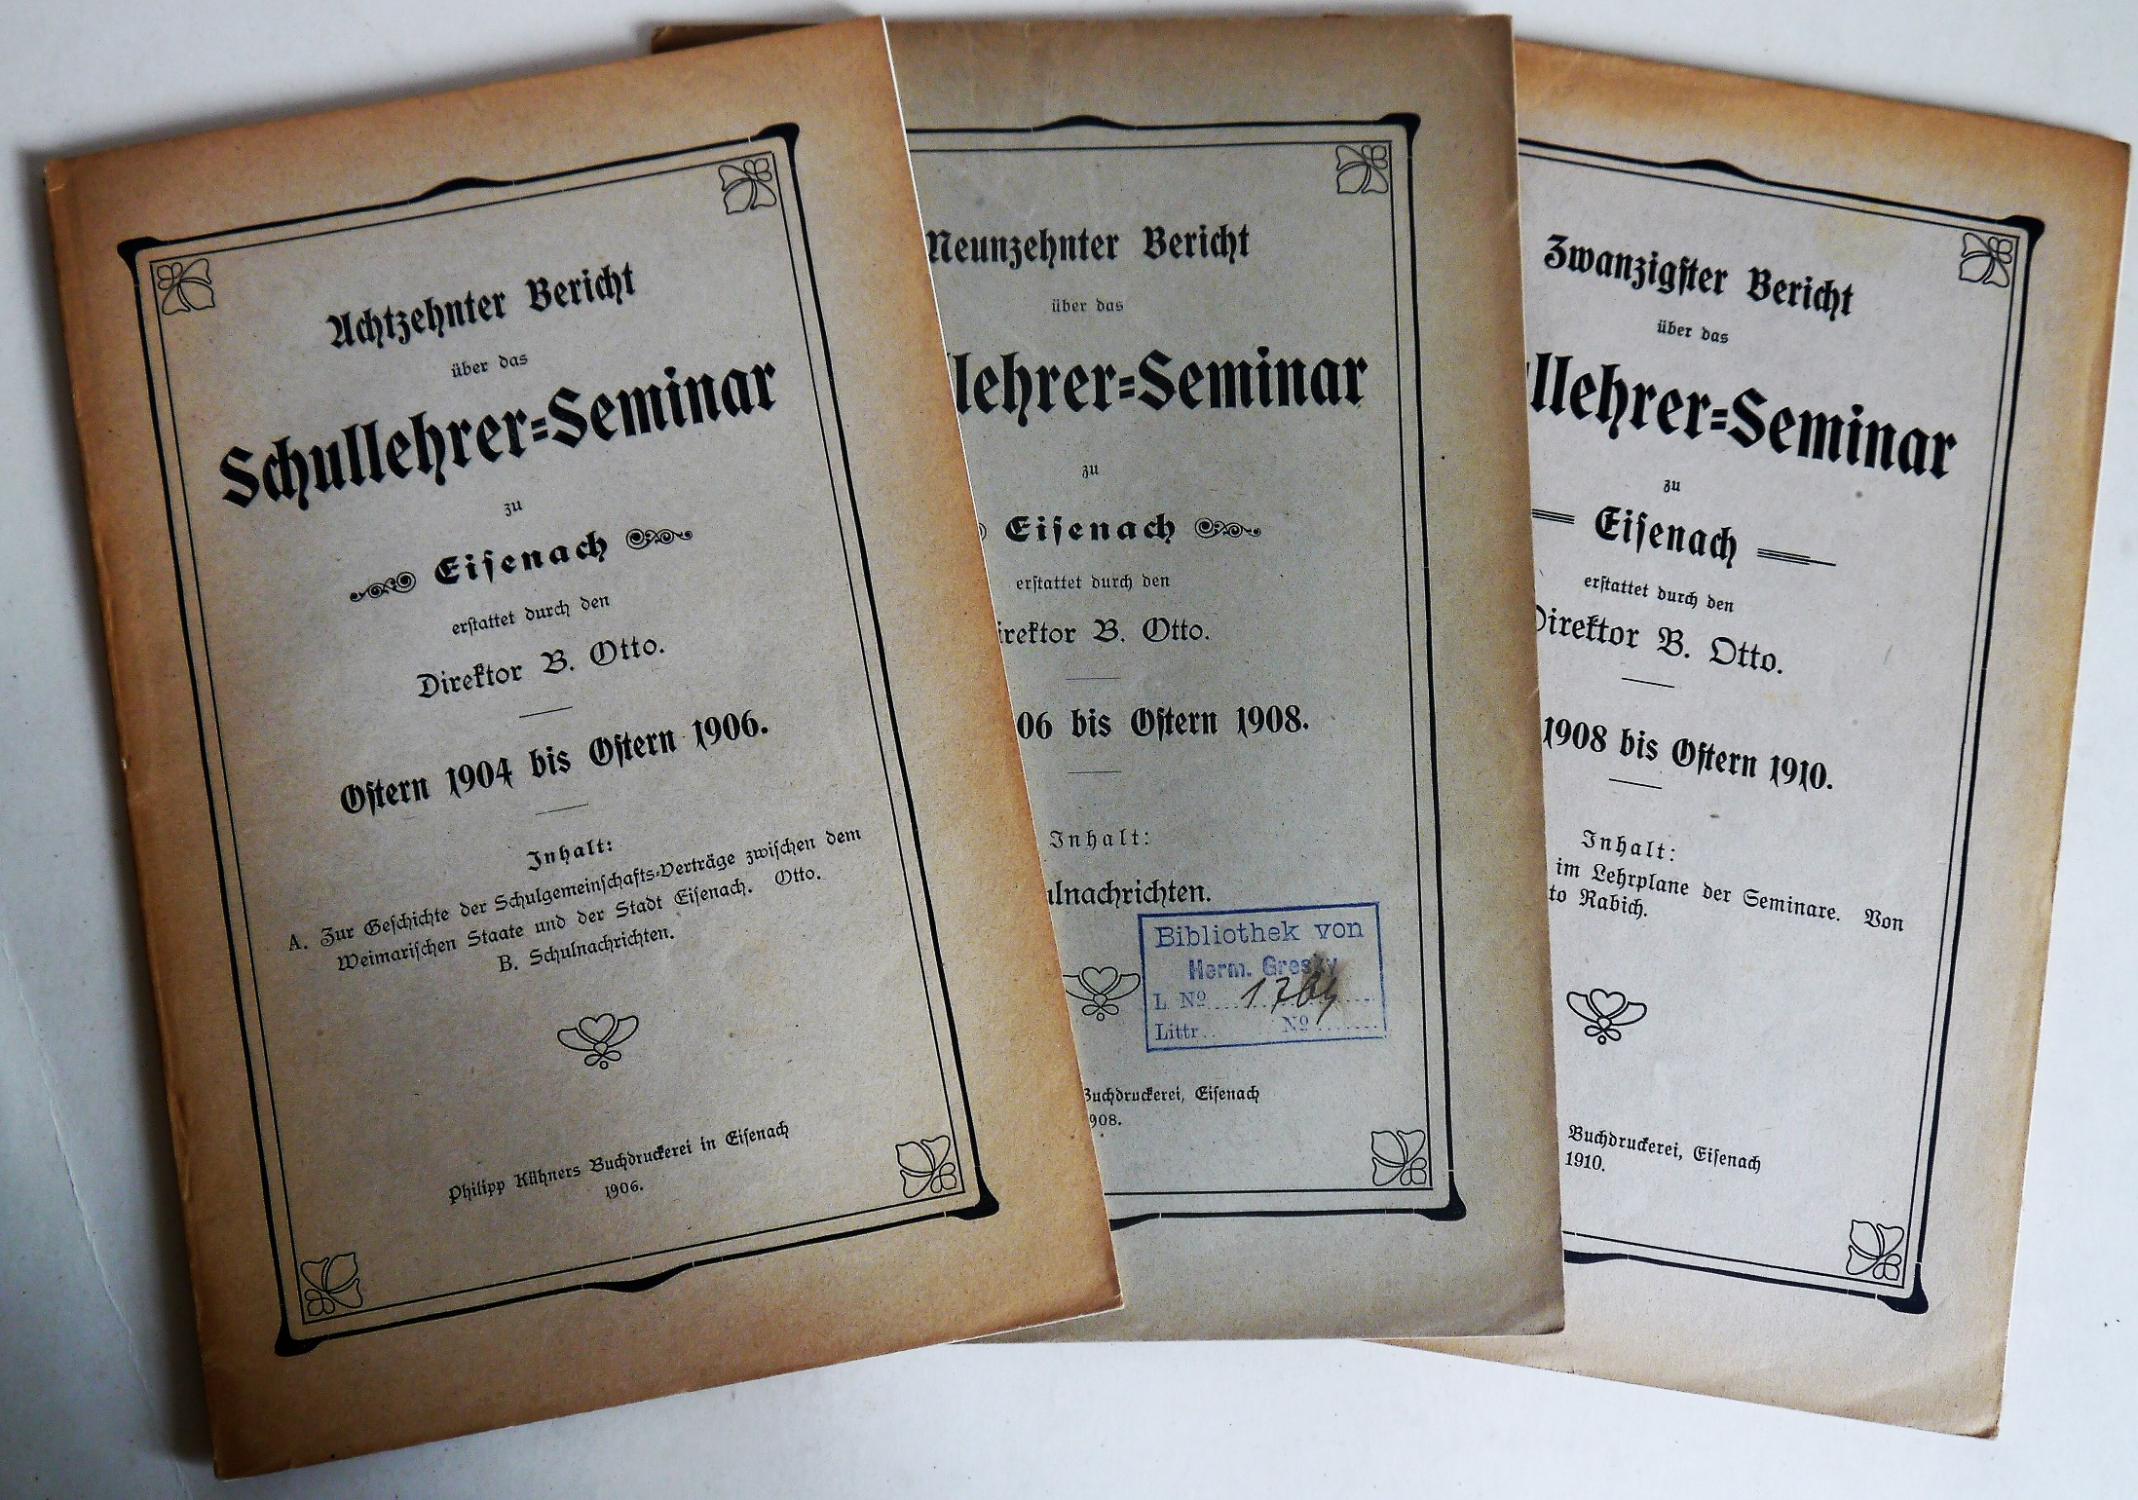 Achtzehnter Bericht
über das
Schullehrer=Seminar
zu
Eisenach
erstattet durch den
Direktor B. Otto.
Ostern 1904 bis Ostern 1906.
Inhalt:
A. Zur Geschichte der Schulgemeinschafts=Verträge zwischen dem
Weimarischen Staate und der Stadt Eisenach. Otto.
B. Schulnachrichten.
Philipp Kühners Buchdruckerei in Eisenach
1906.
Neunzehnter Bericht
über das
llehrer=Seminar
zu
Eisenach
erstattet durch den
irektor B. Otto.
06 bis Ostern 1908.
Inhalt:
ulnachrichten.
Bibliothek von
Herm. Gresky
L No 1764
Littr. No
Buchdruckerei, Eisenach
908.
Zwanzigster Bericht
über das
llehrer=Seminar
zu
Eisenach
erstattet durch den
Direktor B. Otto.
1908 bis Ostern 1910.
Inhalt:
im Lehrplane der Seminare. Von
to Rabich.
Buchdruckerei, Eisenach
1910.